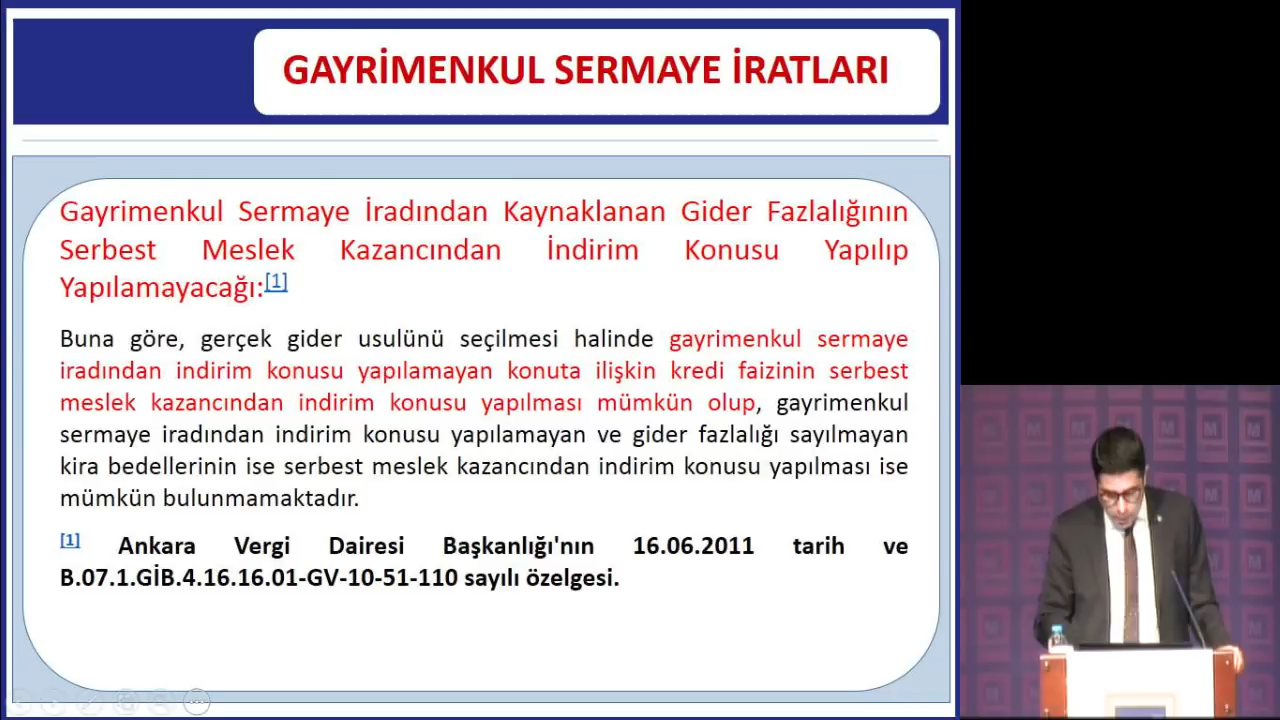 GAYRİMENKUL SERMAYE İRATLARI
Gayrimenkul Sermaye İradından Kaynaklanan Gider Fazlalığının
Serbest Meslek Kazancından İndirim Konusu Yapılıp
Yapılamayacağı:[1]
Buna göre, gerçek gider usulünü seçilmesi halinde gayrimenkul sermaye
iradından indirim konusu yapılamayan konuta ilişkin kredi faizinin serbest
meslek kazancından indirim konusu yapılması mümkün olup, gayrimenkul
sermaye iradından indirim konusu yapılamayan ve gider fazlalığı sayılmayan
kira bedellerinin ise serbest meslek kazancından indirim konusu yapılması ise
mümkün bulunmamaktadır.
[1] Ankara Vergi Dairesi Başkanlığı'nın 16.06.2011 tarih ve
B.07.1.GİB.4.16.16.01-GV-10-51-110 sayılı özelgesi.